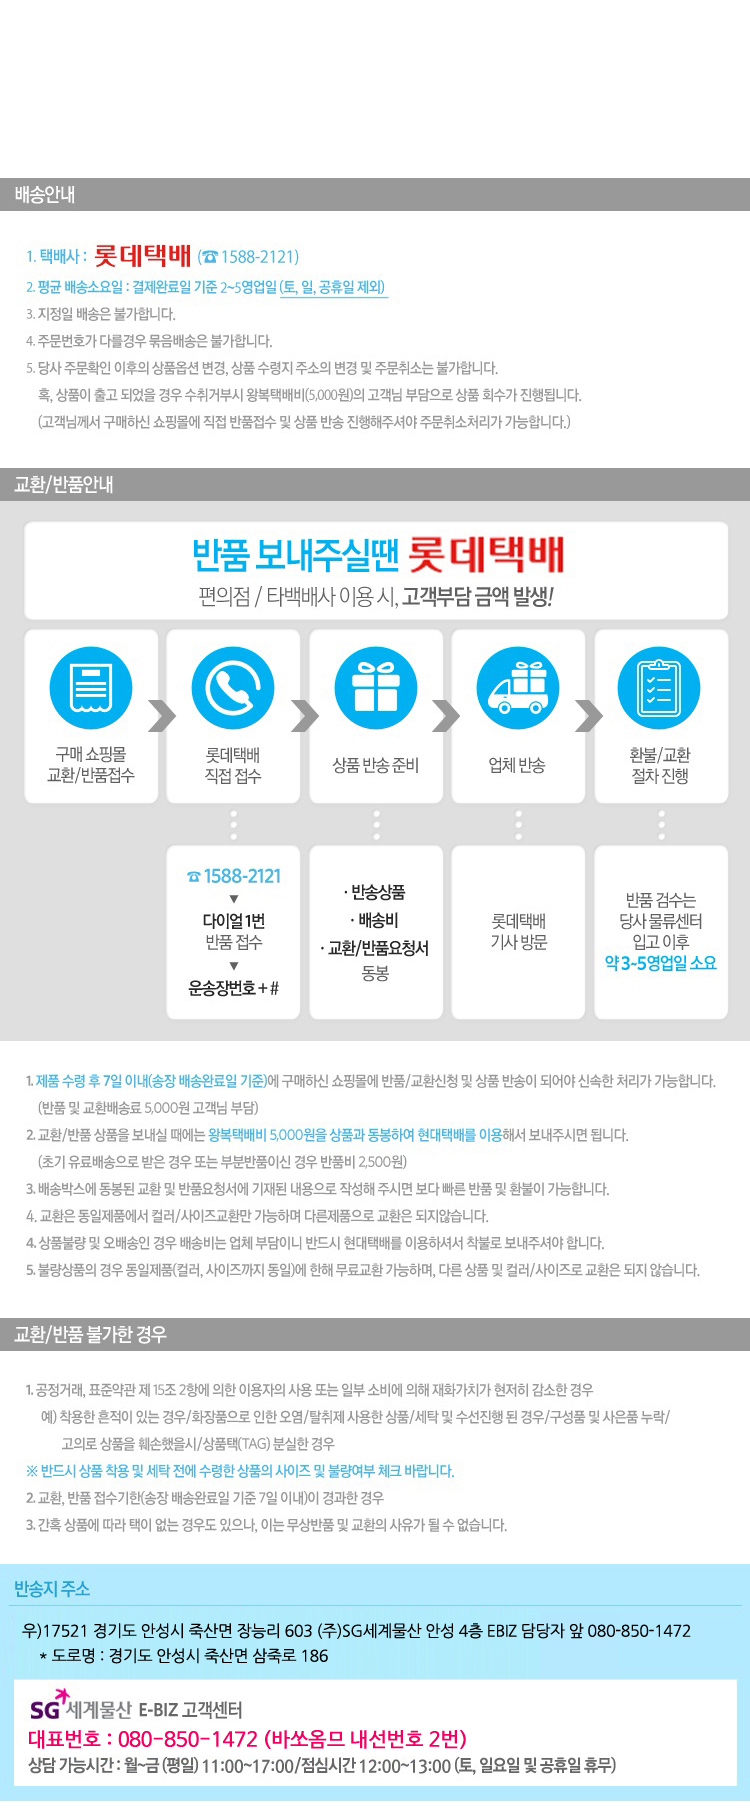 배송안내
1. 택배사 : 롯데택배 (☎1588-2121)
2. 평균 배송소요일 : 결제완료일 기준 2~5영업일 (토, 일, 공휴일 제외)
3. 지정일 배송은 불가합니다.
4. 주문번호가 다를경우 묶음배송은 불가합니다.
5. 당사 주문확인 이후의 상품옵션 변경, 상품 수령지 주소의 변경 및 주문취소는 불가합니다.
혹, 상품이 출고 되었을 경우 수취거부시 왕복택배비(5,000원)의 고객님 부담으로 상품 회수가 진행됩니다.
(고객님께서 구매하신 쇼핑몰에 직접 반품접수 및 상품 반송 진행해주셔야 주문취소처리가 가능합니다.)
교환/반품안내
반품 보내주실땐 롯데택배
편의점 / 타택배사 이용 시, 고객부담 금액 발생!
구매 쇼핑몰
교환/반품접수
롯데택배
직접 접수
상품 반송 준비
업체 반송
환불/교환
절차 진행
☎ 1588-2121
▼
다이얼 1번
반품 접수
▼
운송장번호 + #
· 반송상품
· 배송비
· 교환/반품요청서
동봉
롯데택배
기사 방문
반품 검수는
당사 물류센터
입고 이후
약 3~5영업일 소요
1. 제품 수령 후 7일 이내(송장 배송완료일 기준)에 구매하신 쇼핑몰에 반품/교환신청 및 상품 반송이 되어야 신속한 처리가 가능합니다.
(반품 및 교환배송료 5,000원 고객님 부담)
2. 교환/반품 상품을 보내실 때에는 왕복택배비 5,000원을 상품과 동봉하여 현대택배를 이용해서 보내주시면 됩니다.
(초기 유료배송으로 받은 경우 또는 부분반품이신 경우 반품비 2,500원)
3. 배송박스에 동봉된 교환 및 반품요청서에 기재된 내용으로 작성해 주시면 보다 빠른 반품 및 환불이 가능합니다.
4. 교환은 동일제품에서 컬러/사이즈교환만 가능하며 다른제품으로 교환은 되지않습니다.
4. 상품불량 및 오배송인 경우 배송비는 업체 부담이니 반드시 현대택배를 이용하셔서 착불로 보내주셔야 합니다.
5. 불량상품의 경우 동일제품(컬러, 사이즈까지 동일)에 한해 무료교환 가능하며, 다른 상품 및 컬러/사이즈로 교환은 되지 않습니다.
교환/반품 불가한 경우
1. 공정거래, 표준약관 제 15조 2항에 의한 이용자의 사용 또는 일부 소비에 의해 재화가치가 현저히 감소한 경우
예) 착용한 흔적이 있는 경우/화장품으로 인한 오염/탈취제 사용한 상품/세탁 및 수선진행 된 경우/구성품 및 사은품 누락/
고의로 상품을 훼손했을시/상품택(TAG) 분실한 경우
※ 반드시 상품 착용 및 세탁 전에 수령한 상품의 사이즈 및 불량여부 체크 바랍니다.
2. 교환, 반품 접수기한(송장 배송완료일 기준 7일 이내)이 경과한 경우
3. 간혹 상품에 따라 택이 없는 경우도 있으나, 이는 무상반품 및 교환의 사유가 될 수 없습니다.
반송지 주소
우)17521 경기도 안성시 죽산면 장능리 603 (주)SG세계물산 안성 4층 EBIZ 담당자 앞 080-850-1472
* 도로명 : 경기도 안성시 죽산면 삼죽로 186
SG세계물산 E-BIZ 고객센터
대표번호 : 080-850-1472 (바쏘옴므 내선번호 2번)
상담 가능시간 : 월~금 (평일) 11:00~17:00/점심시간 12:00~13:00 (토, 일요일 및 공휴일 휴무)